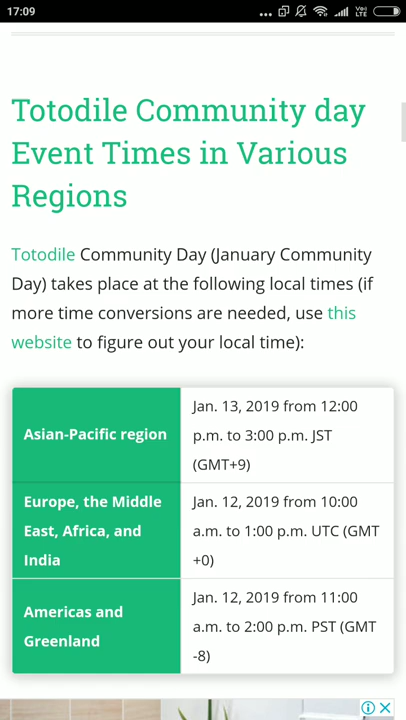 17:09
Vo)
LTE
Totodile Community day
Event Times in Various
Regions
Totodile Community Day (January Community
Day) takes place at the following local times (if
more time conversions are needed, use this
website to figure out your local time):
Asian-Pacific region
Jan. 13, 2019 from 12:00
p.m. to 3:00 p.m. JST
(GMT+9)
Europe, the Middle
East, Africa, and
India
Jan. 12, 2019 from 10:00
a.m. to 1:00 p.m. UTC (GMT
+0)
Americas and
Greenland
Jan. 12, 2019 from 11:00
a.m. to 2:00 p.m. PST (GMT
-8)